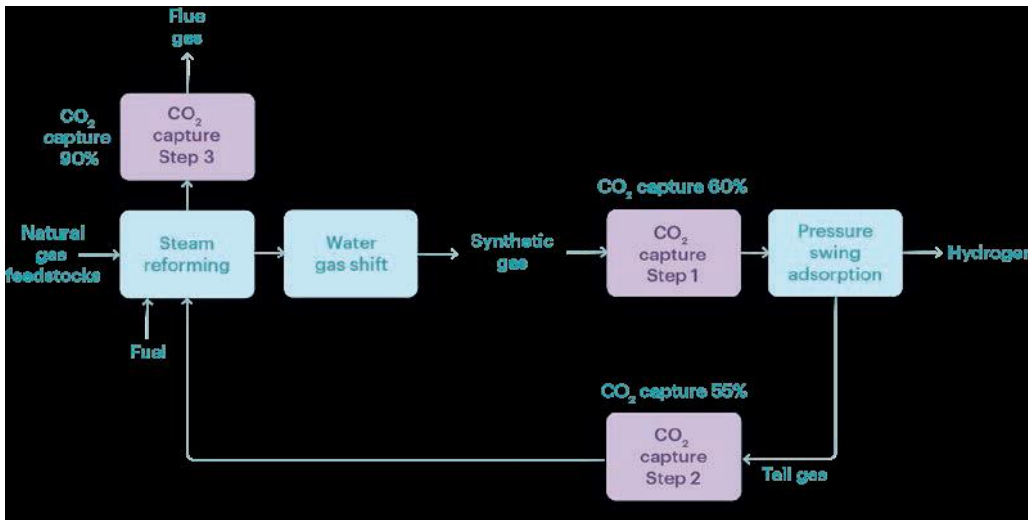 Flue
gas
CO₂
capture
90%
CO₂
capture
Step 3
Natural
gas
feedstocks
Steam
reforming
Water
gas shift
Synthetic
gas
CO₂ capture 60%
CO₂
capture
Step 1
Pressure
swing
adsorption
Hydrogen
Fuel
CO₂ capture 55%
CO₂
capture
Step 2
Tail gas